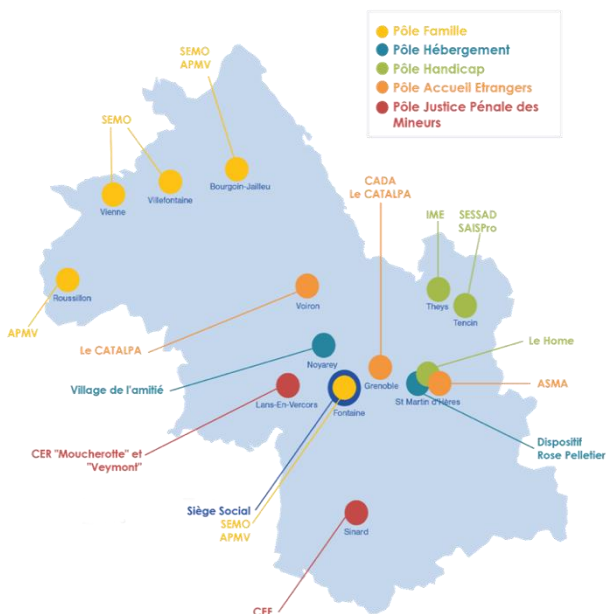 Pôle Famille
Pôle Hébergement
Pôle Handicap
Pôle Accueil Etrangers
Pôle Justice Pénale des
Mineurs
SEMO
APMV
SEMO
Bourgoin-Jailleu
Villefontaine
Vienne
CADA
Le CATALPA
IME
SESSAD
SAISPro
Roussillon
APMV
Voiron
Theys
Tencin
Le CATALPA
Noyarey
Le Home
Village de l'amitié
Grenoble
Lans-En-Vercors
Fontaine
St Martin d'Hères
ASMA
CER "Moucherotte" et
"Veymont"
Dispositif
Rose Pelletier
Siège Social
SEMO
APMV
Sinard